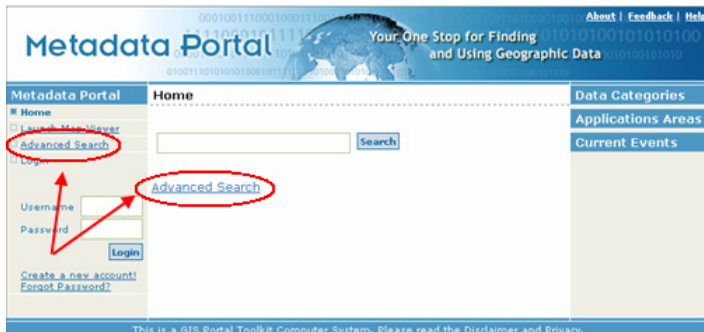 About | Feedback | Help
Metadata Portal
Your One Stop for Finding
and Using Geographic Data
Metadata Portal
Home
Launch Map Viewer
Advanced Search
Login
Username
Password
Login
Create a new account!
Forgot Password?
Home
Search
Advanced Search
Data Categories
Applications Areas
Current Events
This is a GIS Portal Toolkit Computer System. Please read the Disclaimer and Privacy.